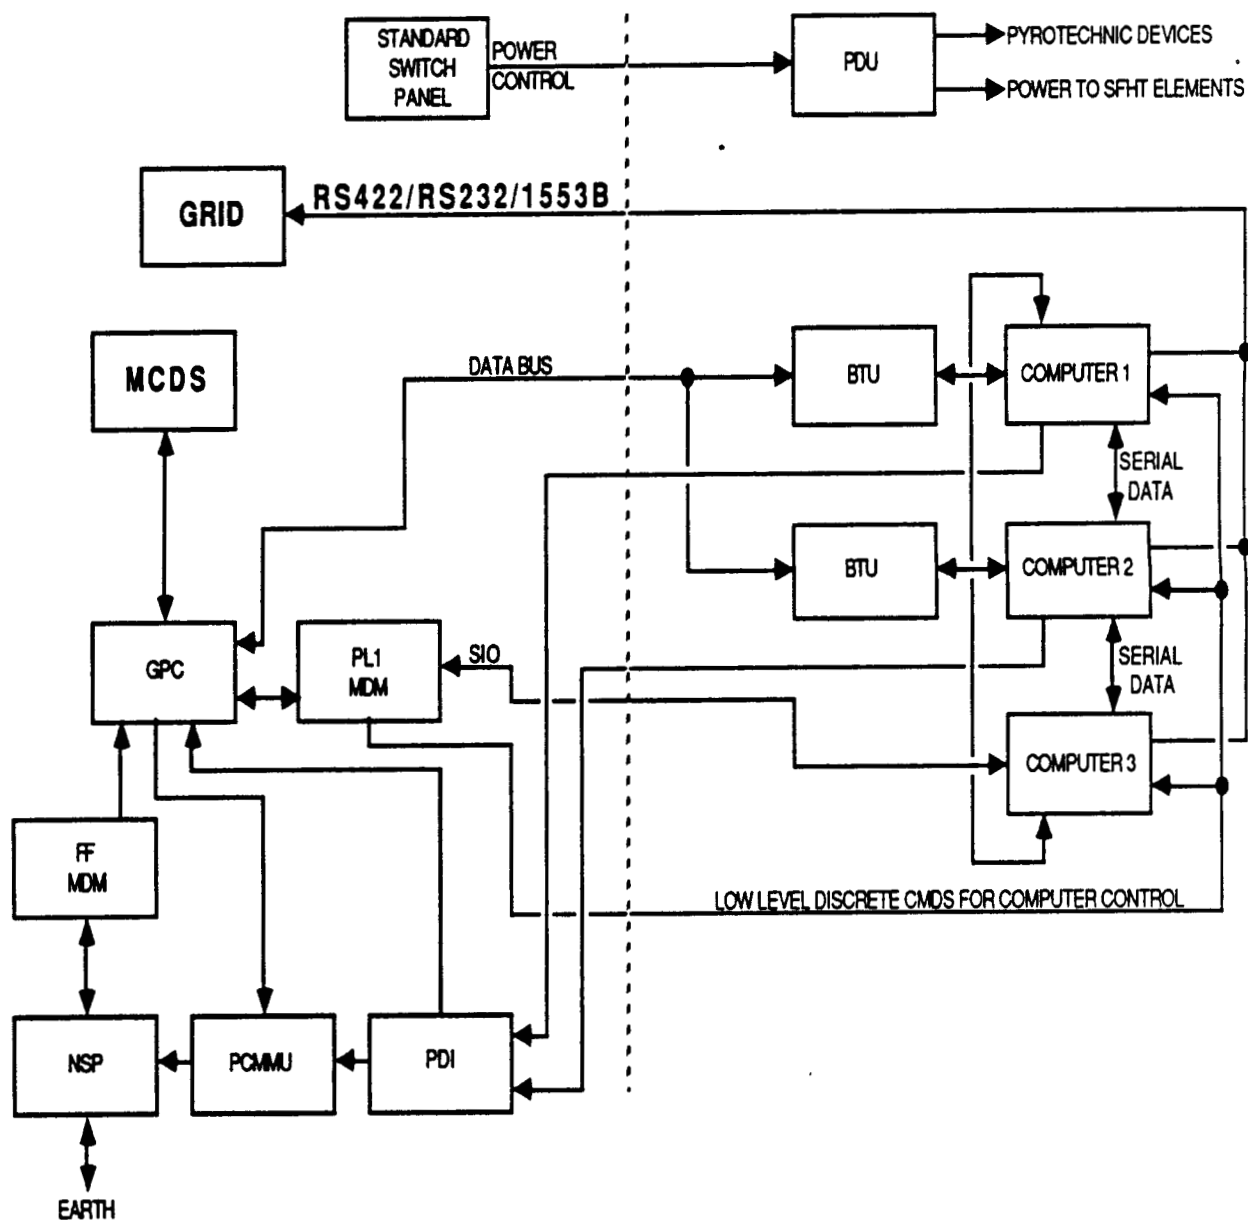 STANDARD
SWITCH
PANEL
POWER
CONTROL
PDU
PYROTECHNIC DEVICES
POWER TO SFHT ELEMENTS
GRID
RS422/RS232/1553B
MCDS
DATA BUS
BTU
COMPUTER 1
SERIAL
DATA
BTU
COMPUTER 2
GPC
PL1
MDM
SIO
SERIAL
DATA
COMPUTER 3
FF
MDM
LOW LEVEL DISCRETE CMDS FOR COMPUTER CONTROL
NSP
PCMMU
PDI
EARTH